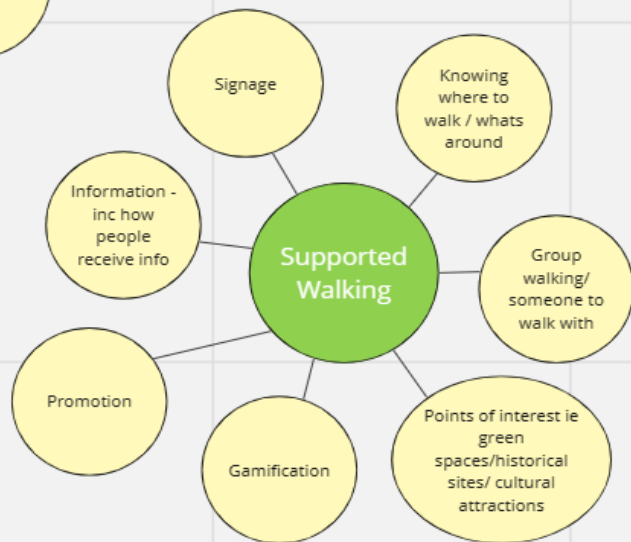 Signage
Knowing
where to
walk / whats
around
Information -
inc how
people
receive info
Supported
Walking
Group
walking/
someone to
walk with
Promotion
Gamification
Points of interest ie
green
spaces/historical
sites/ cultural
attractions